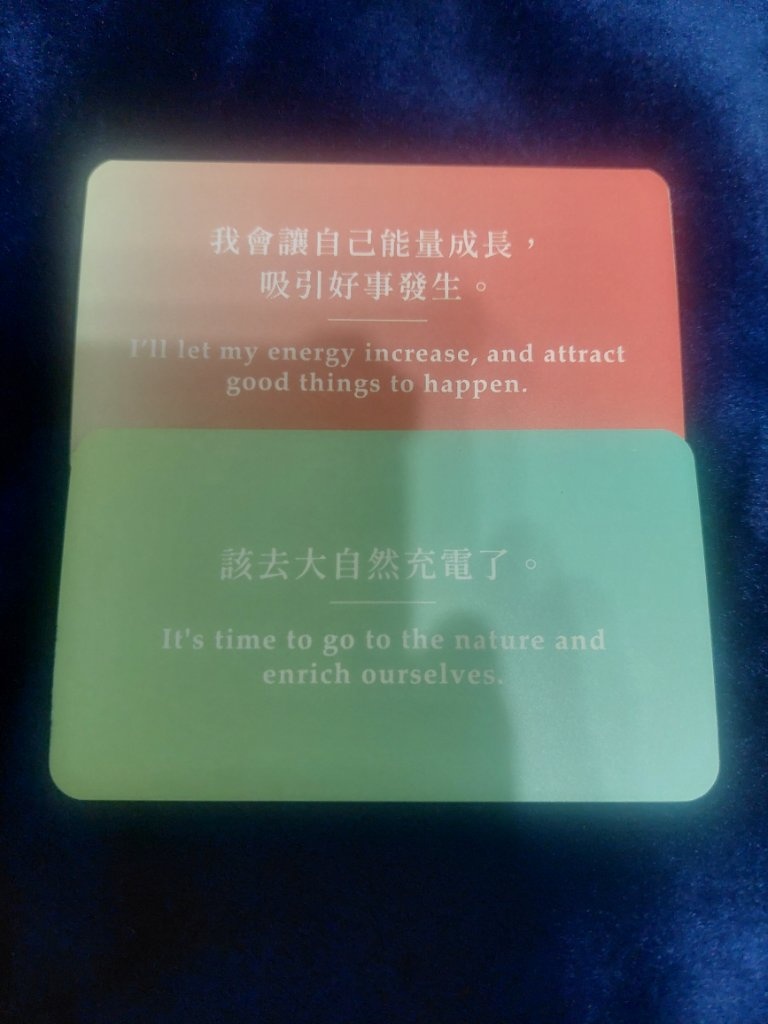 我會讓自己能量成長，
吸引好事發生。
I'll let my energy increase, and attract
good things to happen.
該去大自然充電了。
It's time to go to the nature and
enrich ourselves.